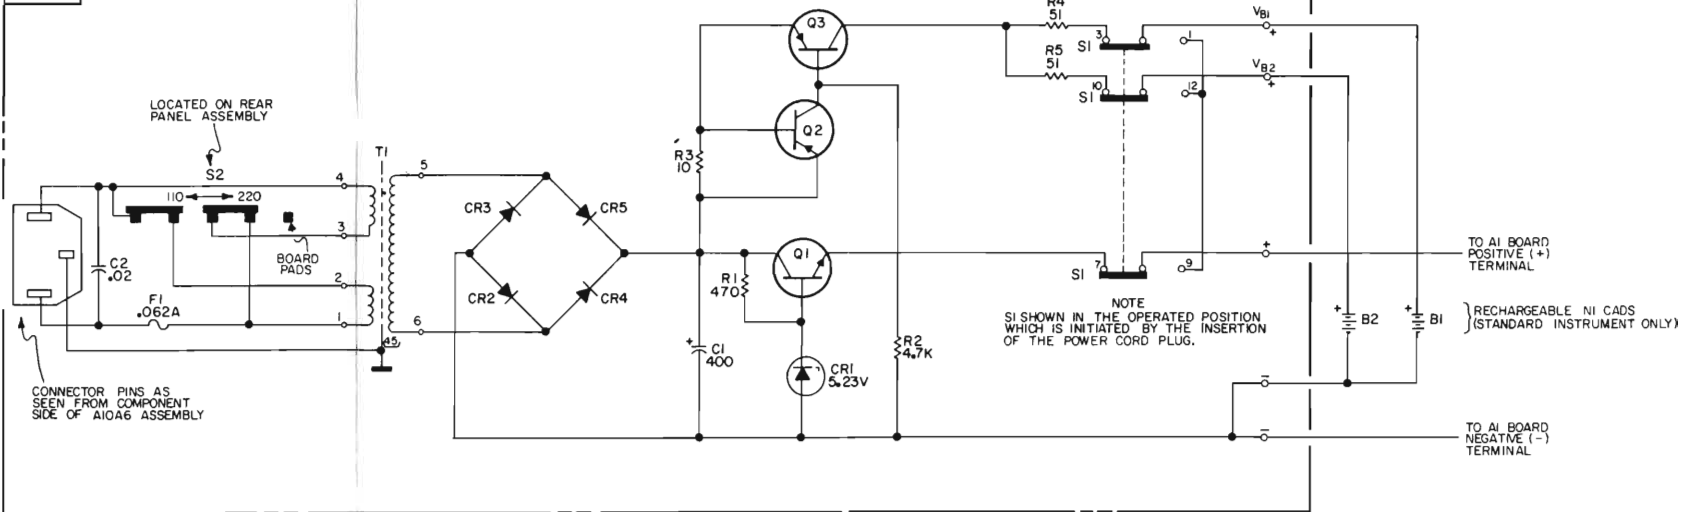 R4
51
VB1
+
Q3
3
S1
1
R5
51
VB2
+
10
S1
12
LOCATED ON REAR
PANEL ASSEMBLY
S2
110
220
T1
4
5
Q2
R3
10
CR3
CR5
3
BOARD
PADS
C2
.02
2
F1
.062A
1
6
45
CR2
CR4
R1
470
Q1
7
S1
9
+
TO A1 BOARD
POSITIVE (+)
TERMINAL
NOTE
S1 SHOWN IN THE OPERATED POSITION
WHICH IS INITIATED BY THE INSERTION
OF THE POWER CORD PLUG.
+
B2
+
B1
RECHARGEABLE NI CADS
(STANDARD INSTRUMENT ONLY)
+
C1
400
R2
4.7K
CR1
5.23V
CONNECTOR PINS AS
SEEN FROM COMPONENT
SIDE OF A10A6 ASSEMBLY
-
-
TO A1 BOARD
NEGATIVE (-)
TERMINAL